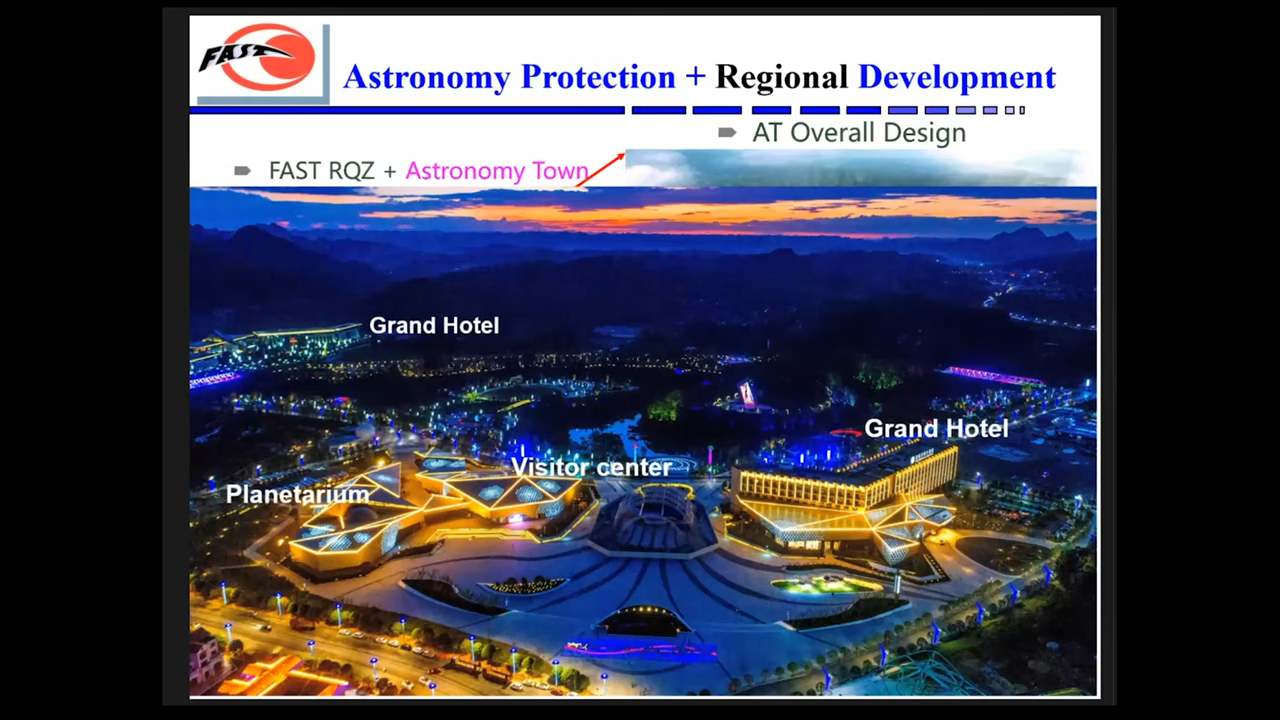 FAST
Astronomy Protection + Regional Development
AT Overall Design
FAST RQZ + Astronomy Town
Grand Hotel
Grand Hotel
Visitor center
Planetarium